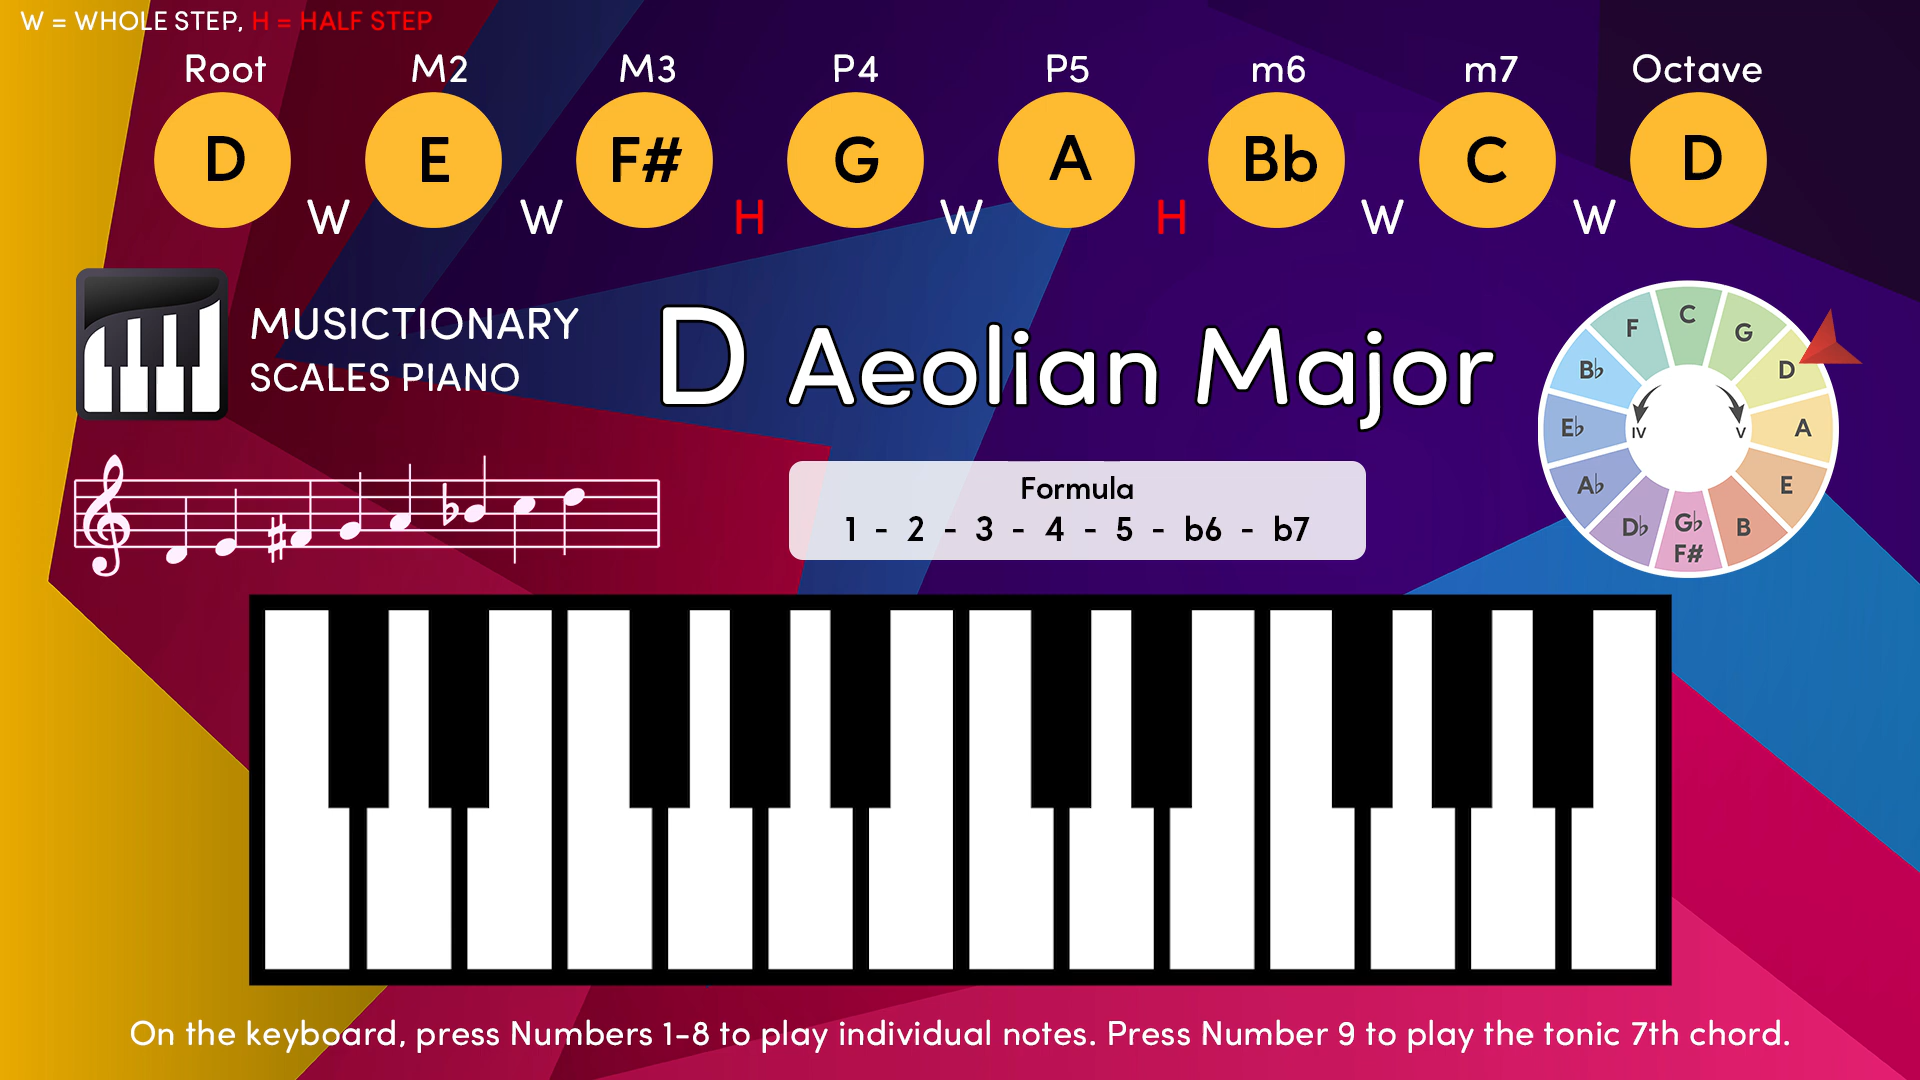 W = WHOLE STEP, H = HALF STEP
Root M2 M3 P4 P5 m6 m7 Octave
D E F# G A Bb C D
W W H W H W W
MUSICTIONARY
SCALES PIANO
D Aeolian Major
Formula
1 - 2 - 3 - 4 - 5 - b6 - b7
C
F G
B♭ D
E♭ IV V A
A♭ E
D♭ G♭ B
F#
On the keyboard, press Numbers 1-8 to play individual notes. Press Number 9 to play the tonic 7th chord.